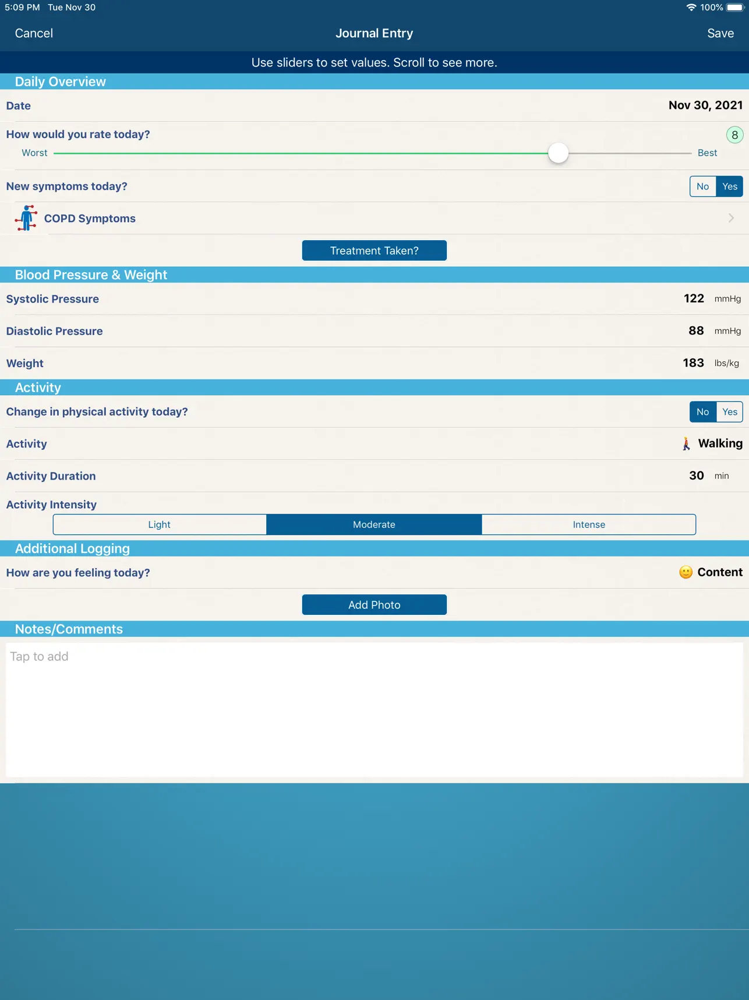 5:09 PM Tue Nov 30 100%
Cancel Journal Entry Save
Use sliders to set values. Scroll to see more.
Daily Overview
Date Nov 30, 2021
How would you rate today? 8
Worst Best
New symptoms today? No Yes
COPD Symptoms
Treatment Taken?
Blood Pressure & Weight
Systolic Pressure 122 mmHg
Diastolic Pressure 88 mmHg
Weight 183 lbs/kg
Activity
Change in physical activity today? No Yes
Activity Walking
Activity Duration 30 min
Activity Intensity
Light Moderate Intense
Additional Logging
How are you feeling today? Content
Add Photo
Notes/Comments
Tap to add